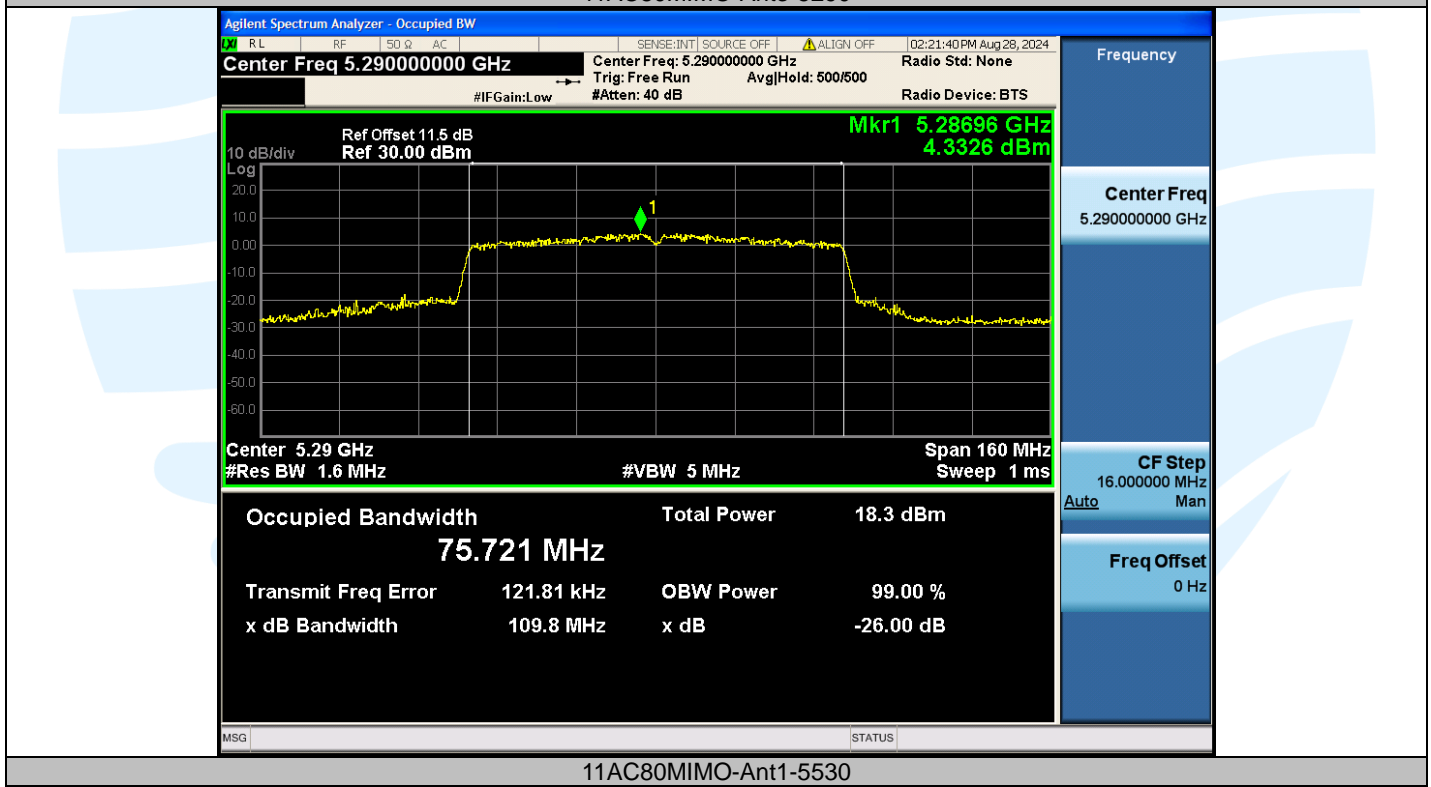 Agilent Spectrum Analyzer - Occupied BW
LXI RL RF 50 Ω AC SENSE:INT SOURCE OFF ALIGN OFF 02:21:40 PM Aug 28, 2024
Center Freq 5.290000000 GHz
Center Freq: 5.290000000 GHz
Radio Std: None
Trig: Free Run Avg|Hold: 500/500
#IFGain:Low
#Atten: 40 dB
Radio Device: BTS
Frequency
Ref Offset 11.5 dB
Mkr1 5.28696 GHz
10 dB/div Ref 30.00 dBm
4.3326 dBm
Log
20.0
10.0
0.00
-10.0
-20.0
-30.0
-40.0
-50.0
-60.0
1
Center 5.29 GHz
Span 160 MHz
#Res BW 1.6 MHz
#VBW 5 MHz
Sweep 1 ms
Center Freq
5.290000000 GHz
CF Step
16.000000 MHz
Auto Man
Freq Offset
0 Hz
Occupied Bandwidth
75.721 MHz
Total Power 18.3 dBm
Transmit Freq Error 121.81 kHz
OBW Power 99.00 %
x dB Bandwidth 109.8 MHz
x dB -26.00 dB
MSG
STATUS
11AC80MIMO-Ant1-5530